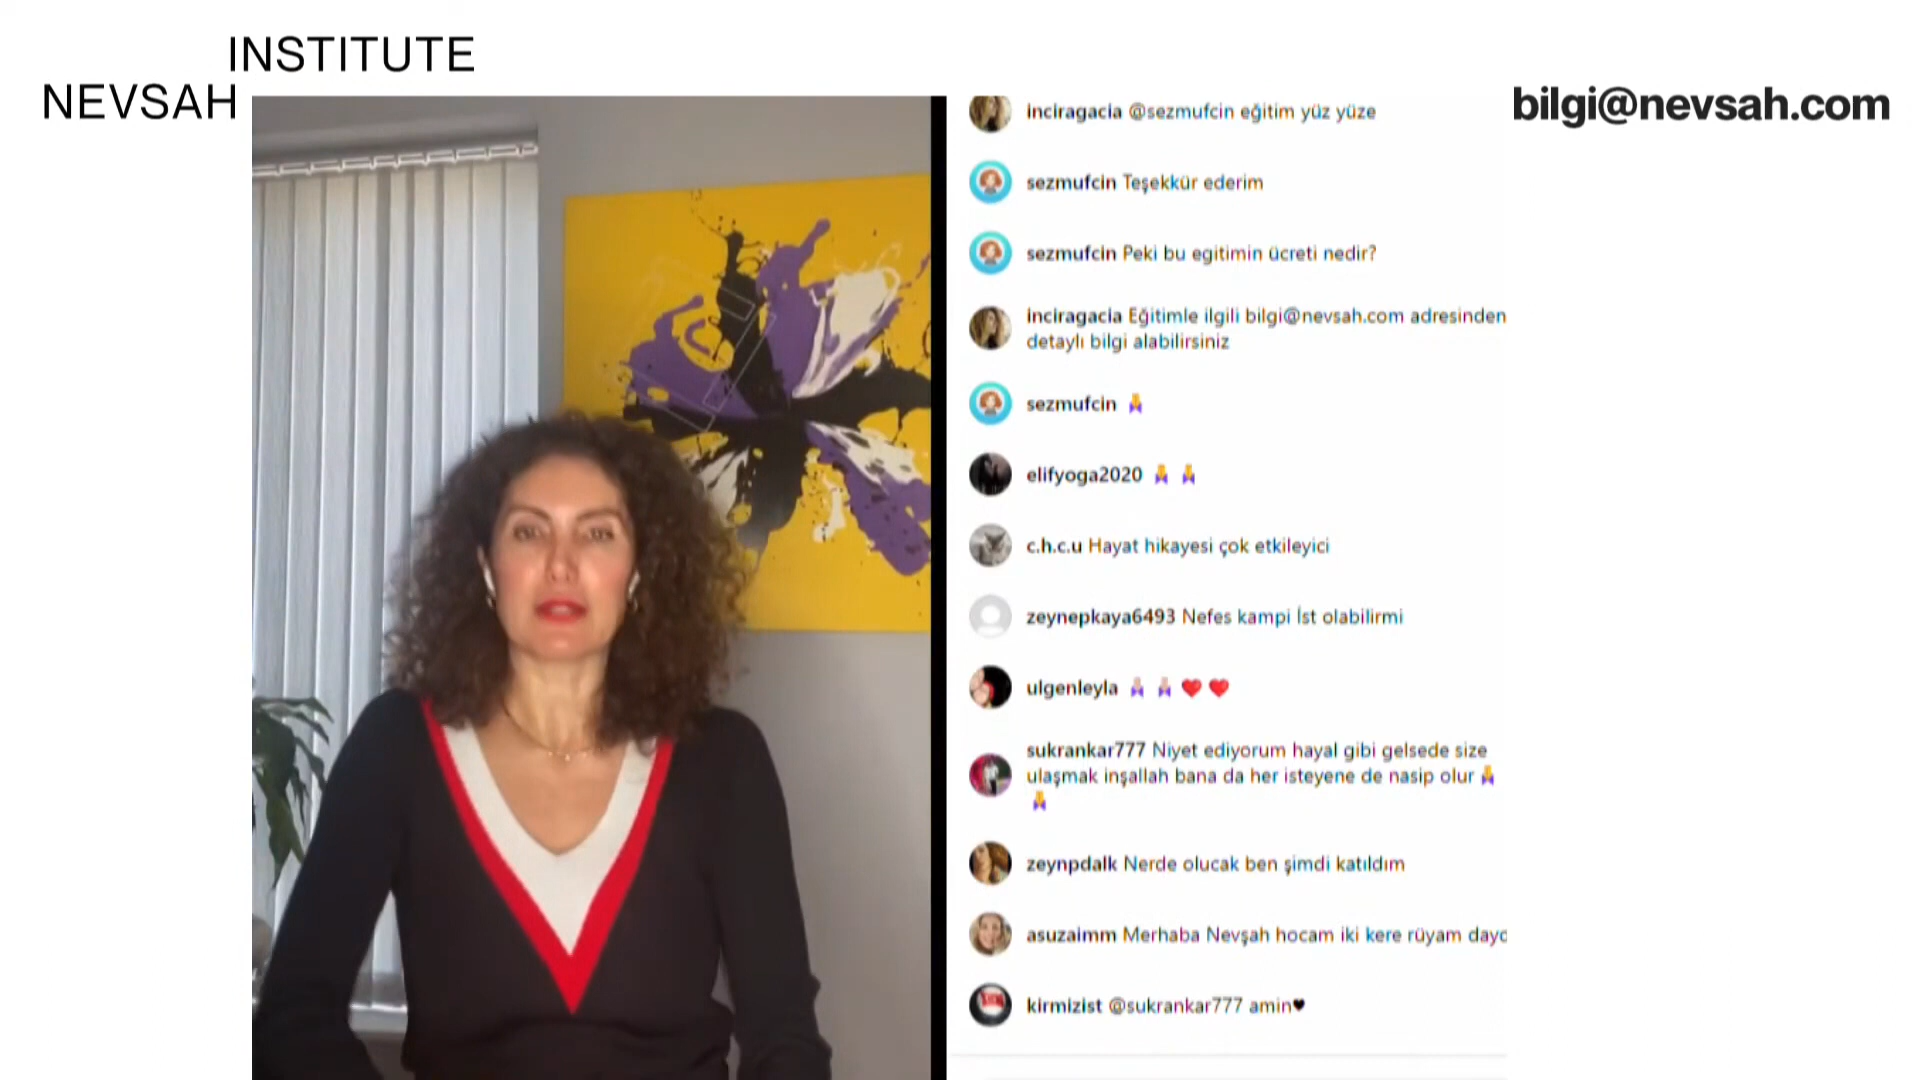 INSTITUTE
NEVSAH
bilgi@nevsah.com
inciragacia @sezmufcin eğitim yüz yüze
sezmufcin Teşekkür ederim
sezmufcin Peki bu egitimin ücreti nedir?
inciragacia Eğitimle ilgili bilgi@nevsah.com adresinden
detaylı bilgi alabilirsiniz
sezmufcin
elifyoga2020
c.h.c.u Hayat hikayesi çok etkileyici
zeynepkaya6493 Nefes kampi İst olabilirmi
ulgenleyla
sukrankar777 Niyet ediyorum hayal gibi gelsede size
ulaşmak inşallah bana da her isteyene de nasip olur
zeynpdalk Nerde olucak ben şimdi katıldım
asuzaimm Merhaba Nevşah hocam iki kere rüyam
kirmizist @sukrankar777 amin♥